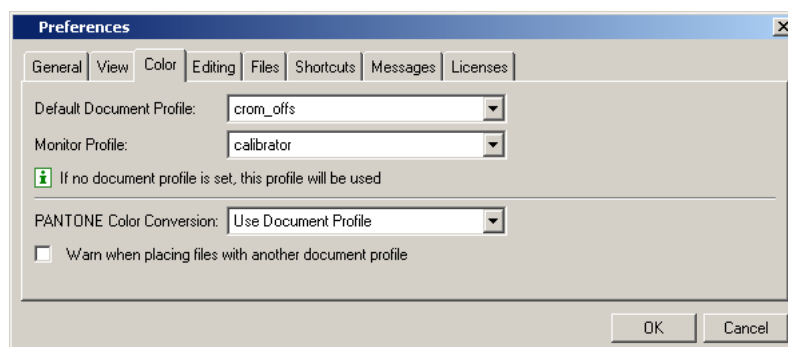 Preferences
General View Color Editing Files Shortcuts Messages Licenses
Default Document Profile: crom_offs
Monitor Profile: calibrator
If no document profile is set, this profile will be used
PANTONE Color Conversion: Use Document Profile
Warn when placing files with another document profile
OK Cancel